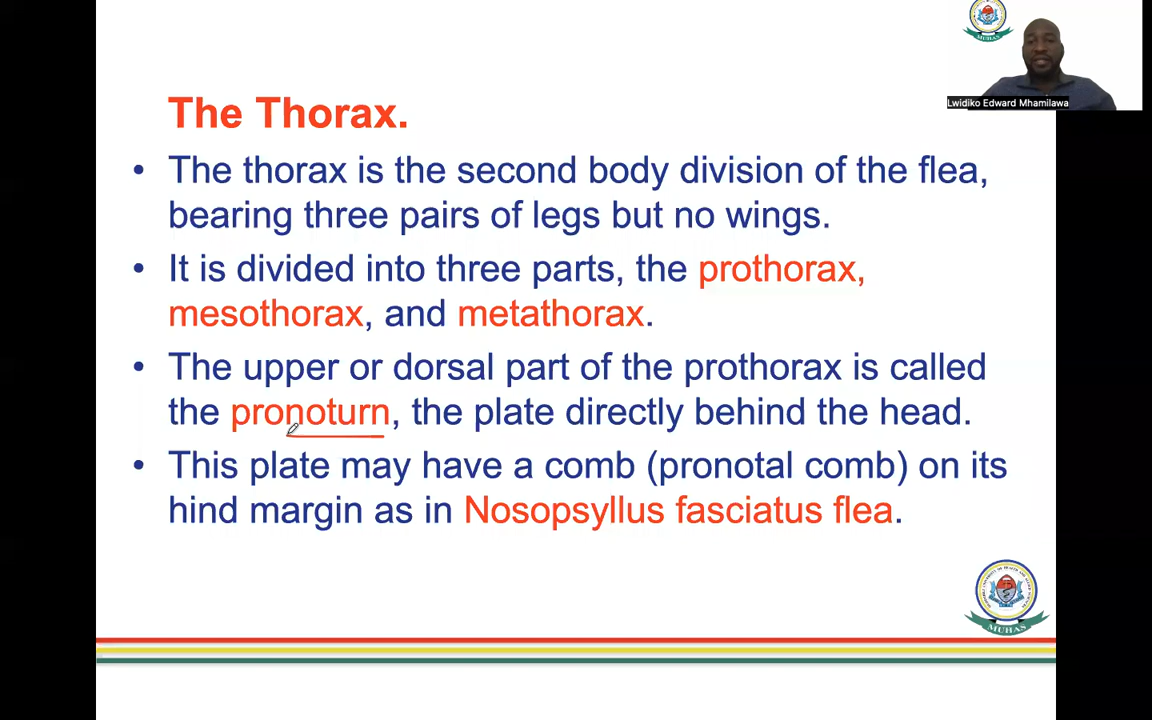 MUHAS
Lwidiko Edward Mhamilawa
The Thorax.
• The thorax is the second body division of the flea,
bearing three pairs of legs but no wings.
• It is divided into three parts, the prothorax,
mesothorax, and metathorax.
• The upper or dorsal part of the prothorax is called
the pronoturn, the plate directly behind the head.
• This plate may have a comb (pronotal comb) on its
hind margin as in Nosopsyllus fasciatus flea.
MUHAS